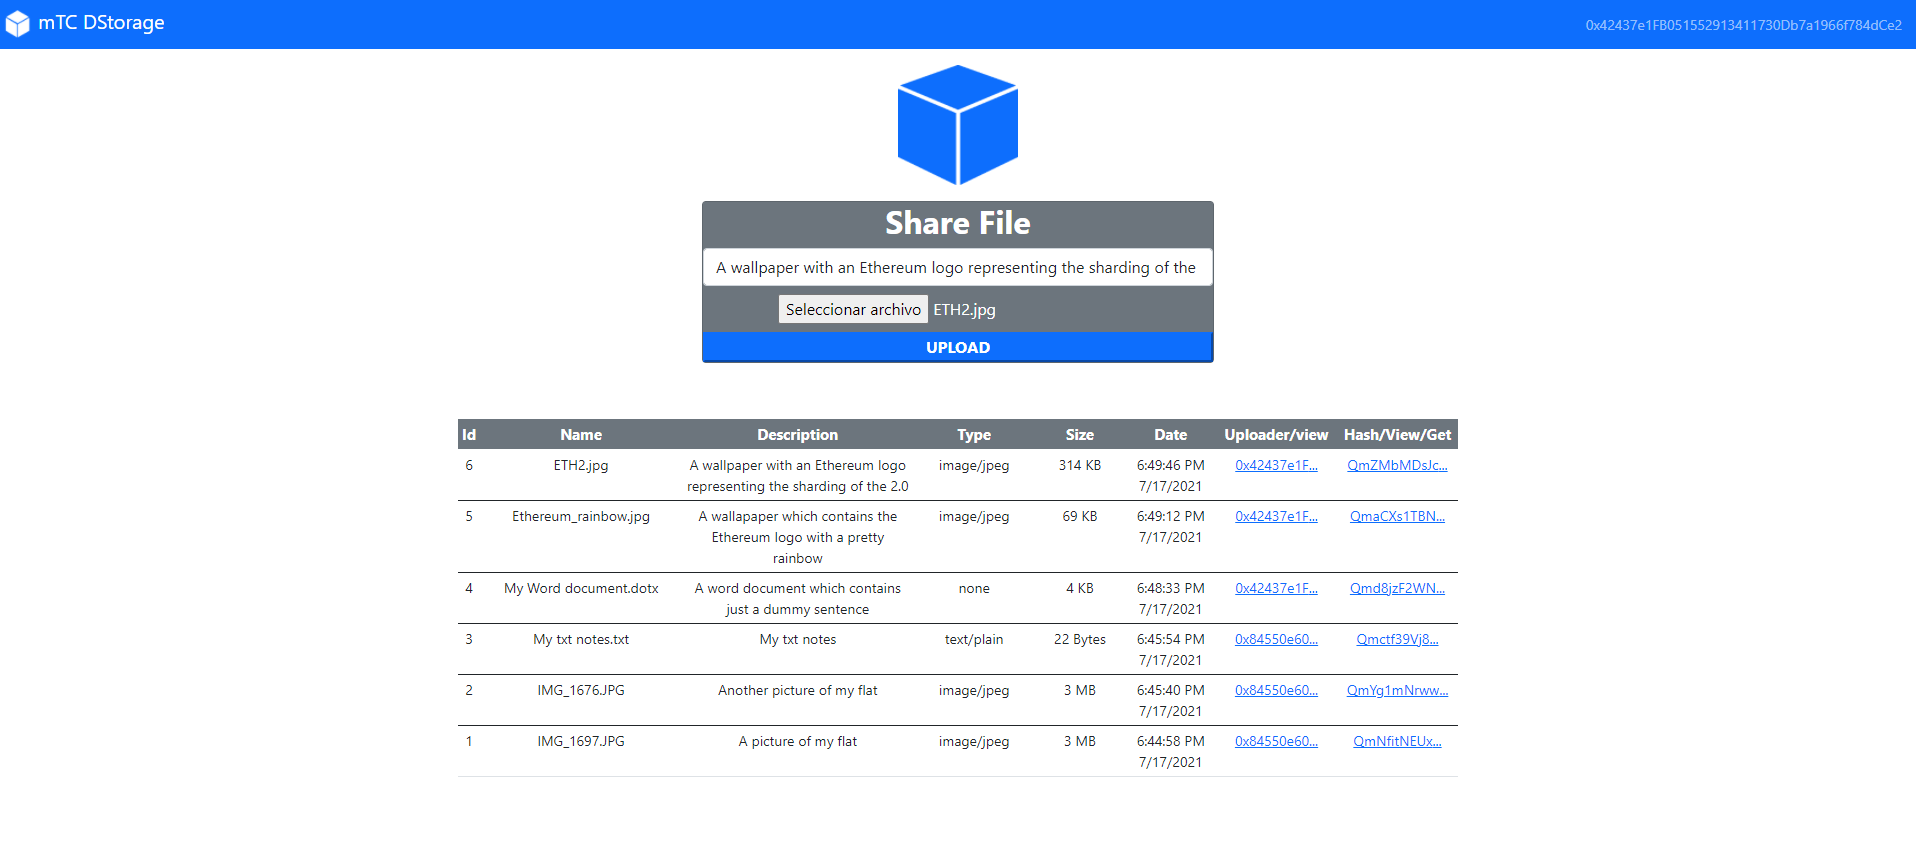 mTC DStorage
0x42437e1FB051552913411730Db7a1966f784dCe2
Share File
A wallpaper with an Ethereum logo representing the sharding of the
Seleccionar archivo ETH2.jpg
UPLOAD
Id Name Description Type Size Date Uploader/view Hash/View/Get
6 ETH2.jpg A wallpaper with an Ethereum logo image/jpeg 314 KB 6:49:46 PM 0x42437e1F... QmZMbMDsJc...
representing the sharding of the 2.0 7/17/2021
5 Ethereum_rainbow.jpg A wallapaper which contains the image/jpeg 69 KB 6:49:12 PM 0x42437e1F... QmaCXs1TBN...
Ethereum logo with a pretty 7/17/2021
rainbow
4 My Word document.dotx A word document which contains none 4 KB 6:48:33 PM 0x42437e1F... Qmd8jzF2WN...
just a dummy sentence 7/17/2021
3 My txt notes.txt My txt notes text/plain 22 Bytes 6:45:54 PM 0x84550e60... Qmctf39Vj8...
7/17/2021
2 IMG_1676.JPG Another picture of my flat image/jpeg 3 MB 6:45:40 PM 0x84550e60... QmYg1mNrww...
7/17/2021
1 IMG_1697.JPG A picture of my flat image/jpeg 3 MB 6:44:58 PM 0x84550e60... QmNfitNEUx...
7/17/2021